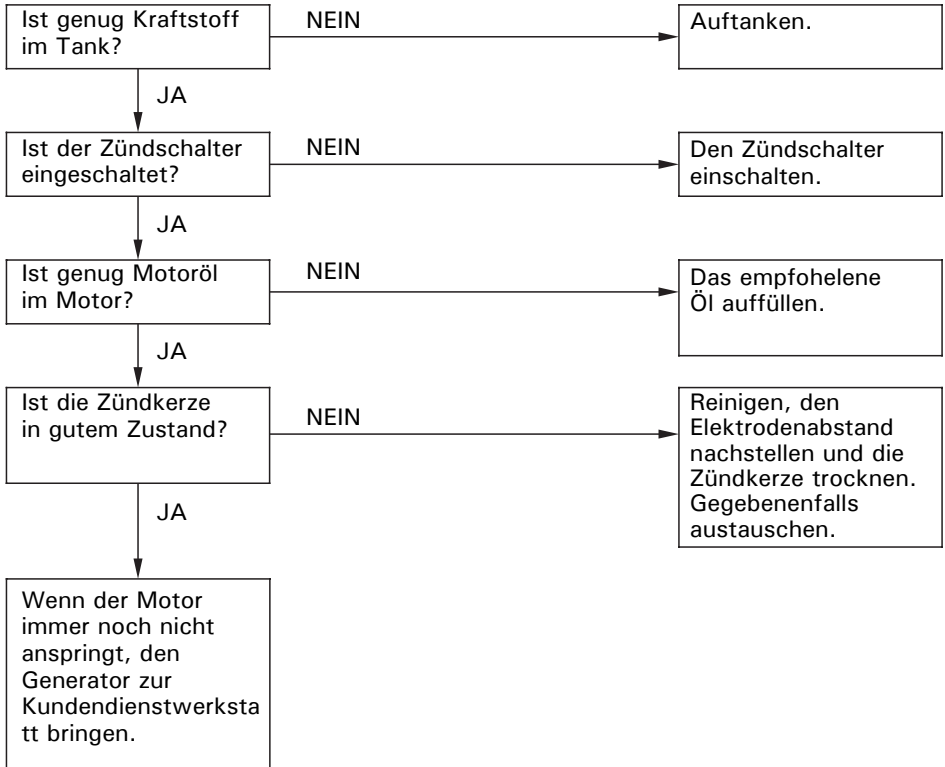 Ist genug Kraftstoff
im Tank?
NEIN
Auftanken.
JA
Ist der Zündschalter
eingeschaltet?
NEIN
Den Zündschalter
einschalten.
JA
Ist genug Motoröl
im Motor?
NEIN
Das empfohelene
Öl auffüllen.
JA
Ist die Zündkerze
in gutem Zustand?
NEIN
Reinigen, den
Elektrodenabstand
nachstellen und die
Zündkerze trocknen.
Gegebenenfalls
austauschen.
JA
Wenn der Motor
immer noch nicht
anspringt, den
Generator zur
Kundendienstwerksta
tt bringen.